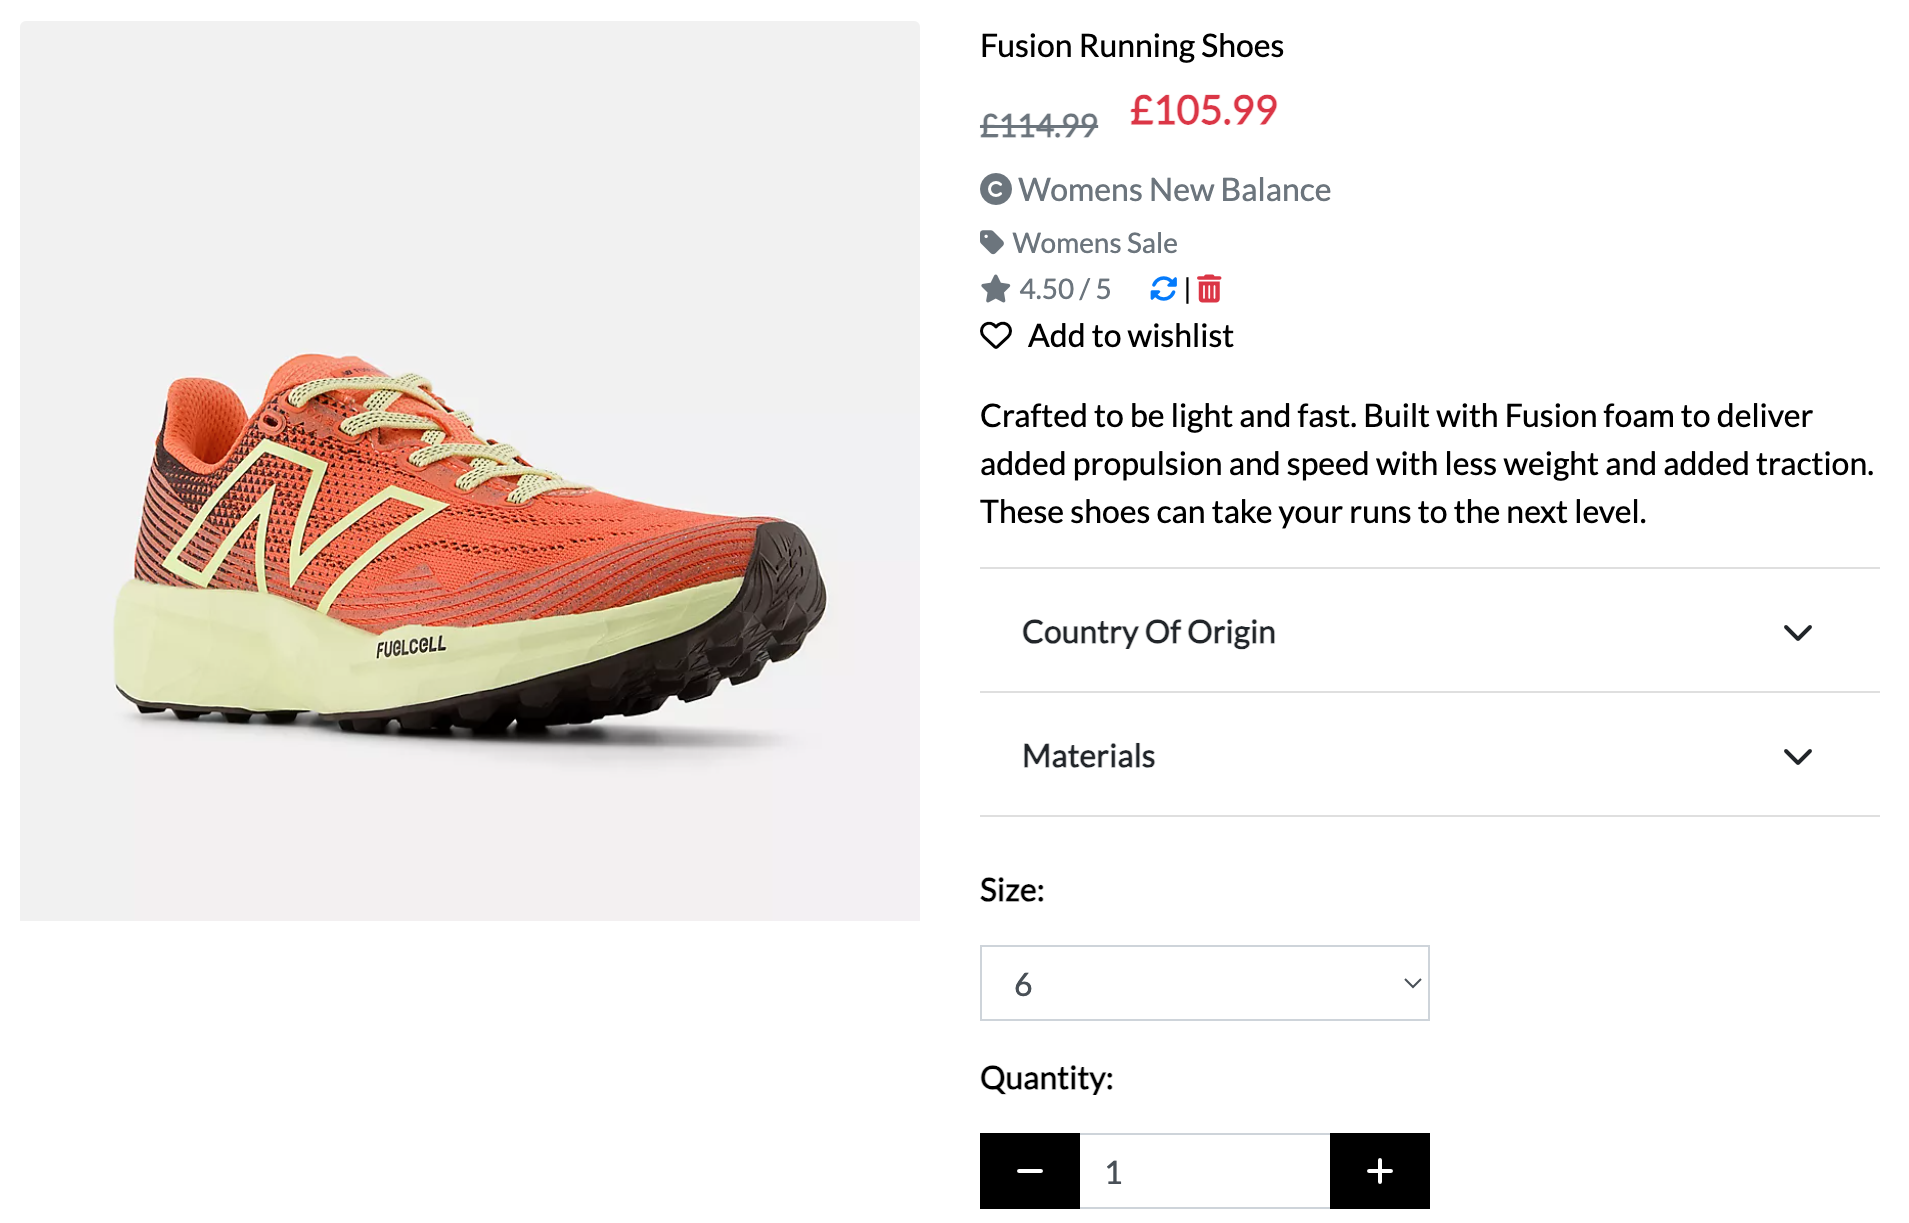 Fusion Running Shoes
£114.99 £105.99
Womens New Balance
Womens Sale
4.50 / 5 |
Add to wishlist
Crafted to be light and fast. Built with Fusion foam to deliver
added propulsion and speed with less weight and added traction.
These shoes can take your runs to the next level.
Country Of Origin
Materials
Size:
6
Quantity:
1
N
FUELCELL